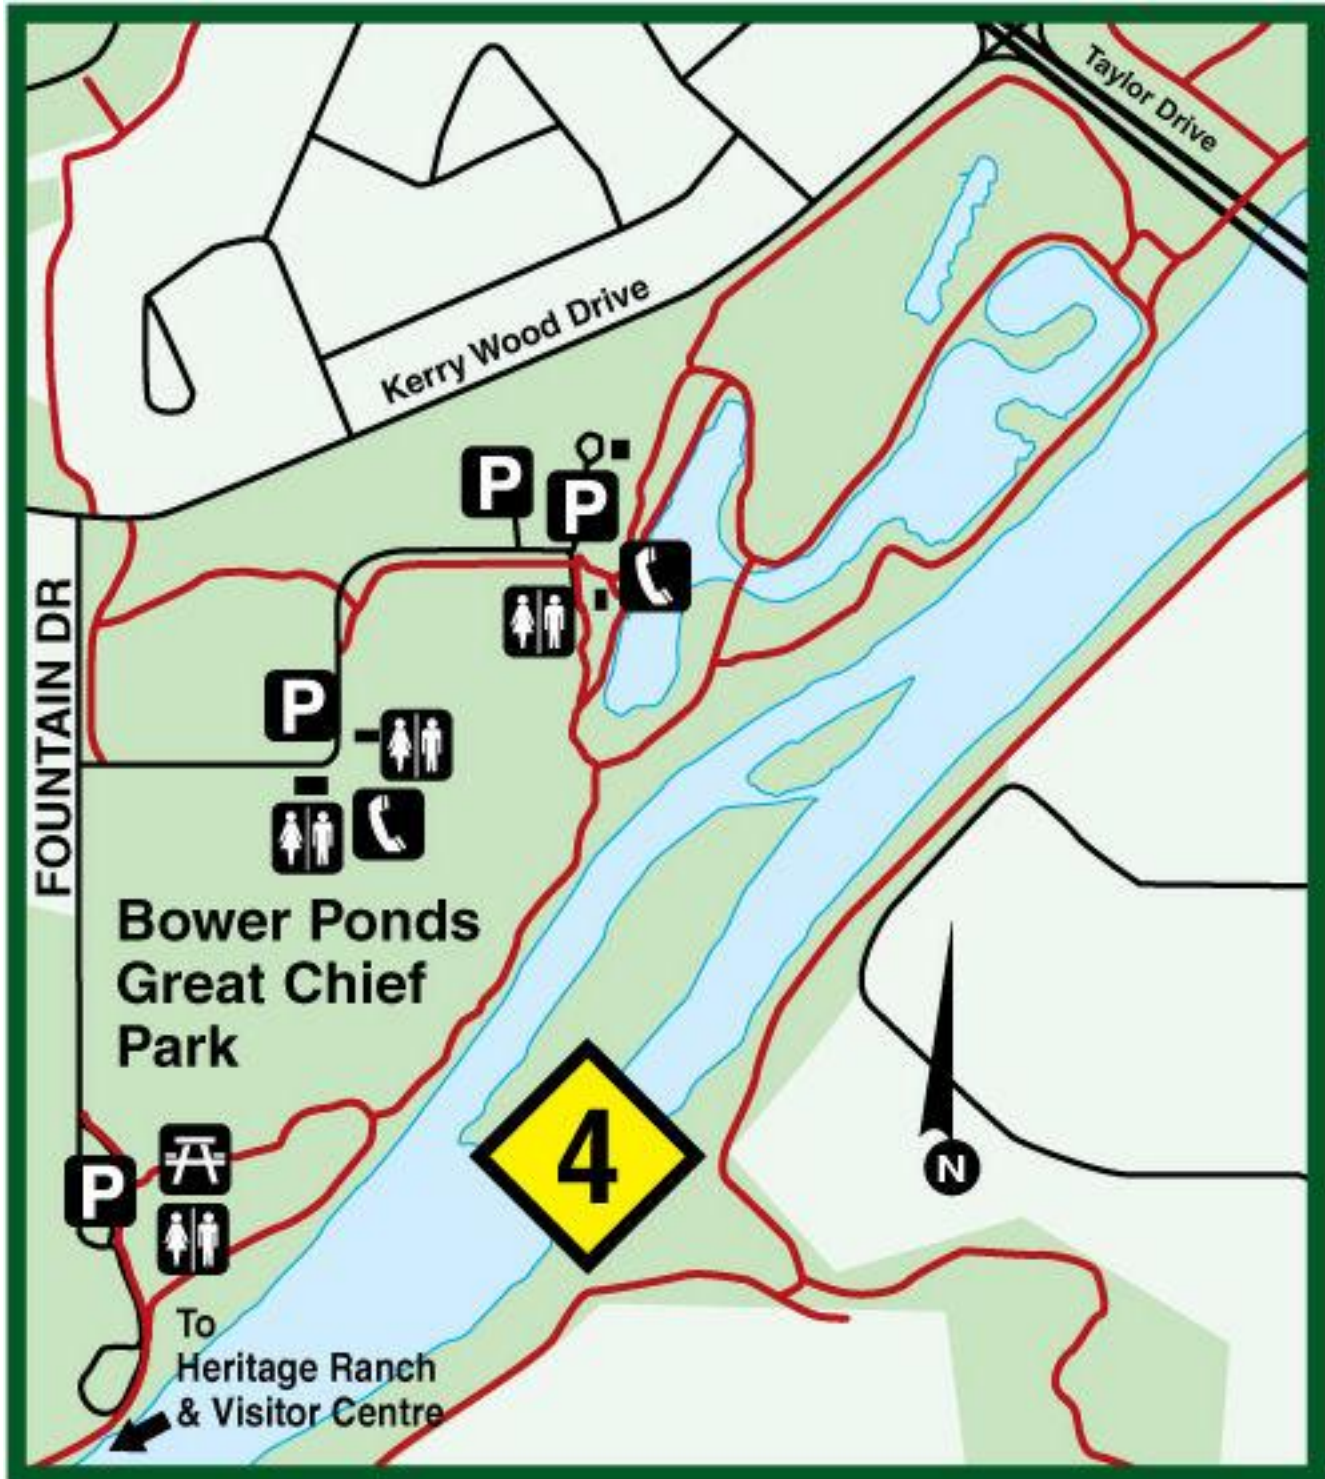 Taylor Drive
Kerry Wood Drive
P
P
FOUNTAIN DR
P
Bower Ponds
Great Chief
Park
4
N
P
To
Heritage Ranch
& Visitor Centre